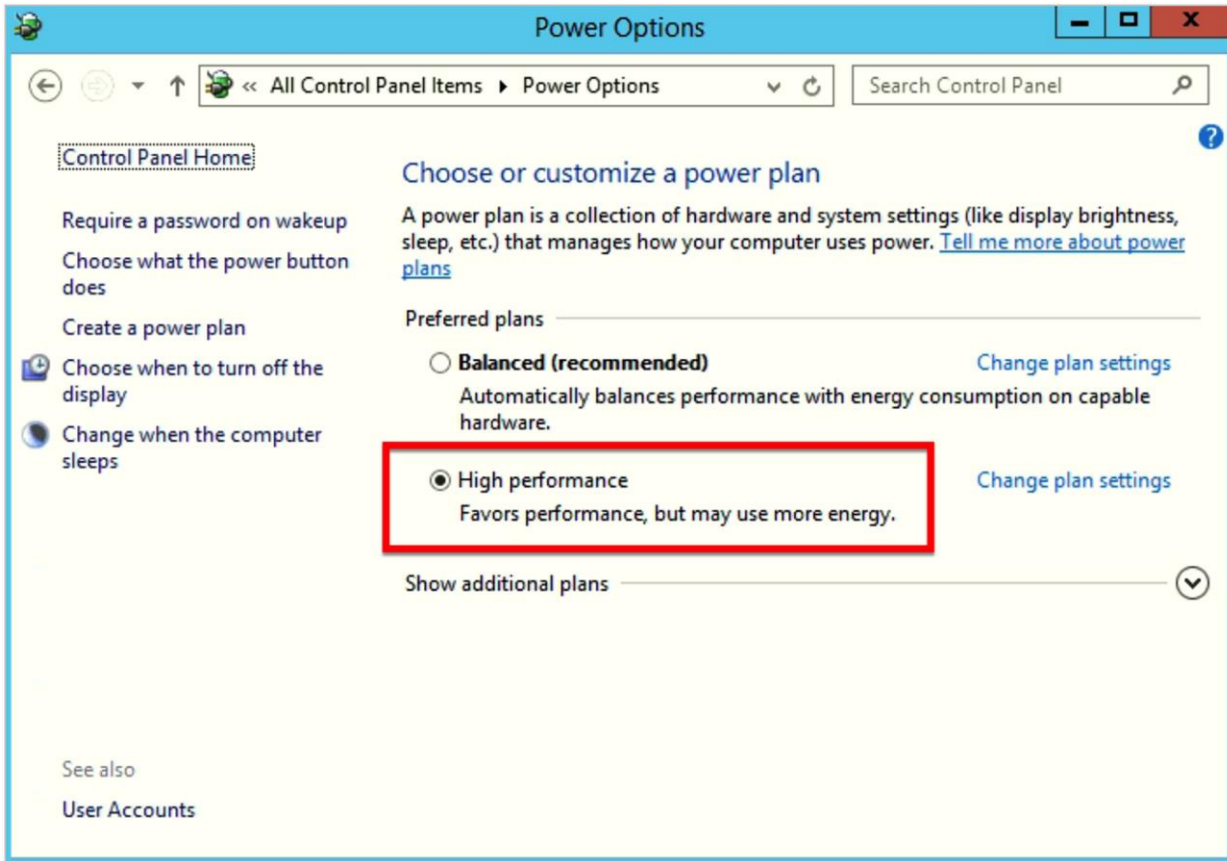 Power Options
« All Control Panel Items ▸ Power Options
Search Control Panel
Control Panel Home
Require a password on wakeup
Choose what the power button
does
Create a power plan
Choose when to turn off the
display
Change when the computer
sleeps
See also
User Accounts
Choose or customize a power plan
A power plan is a collection of hardware and system settings (like display brightness,
sleep, etc.) that manages how your computer uses power. Tell me more about power
plans
Preferred plans
Balanced (recommended) Change plan settings
Automatically balances performance with energy consumption on capable
hardware.
High performance Change plan settings
Favors performance, but may use more energy.
Show additional plans